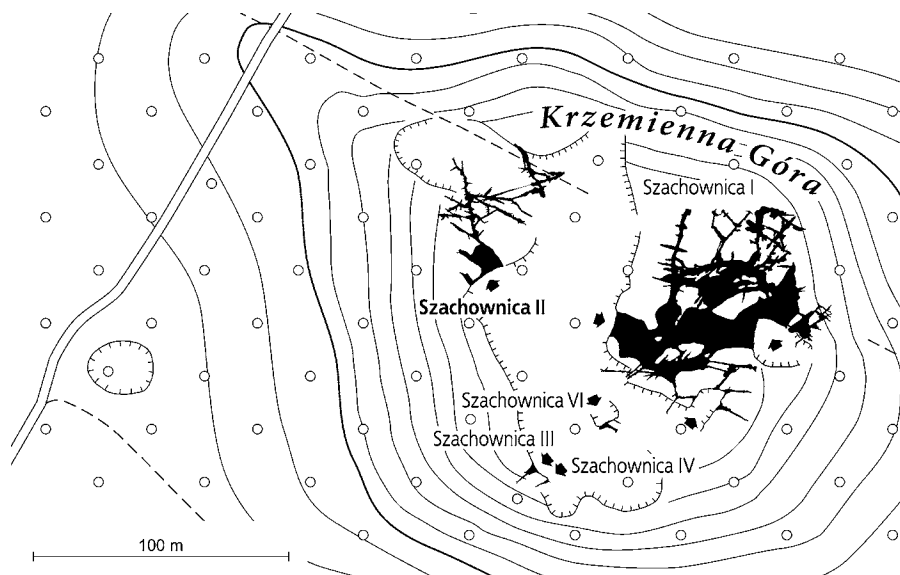 Krzemienna Góra
Szachownica I
Szachownica II
Szachownica VI
Szachownica III
Szachownica IV
100 m